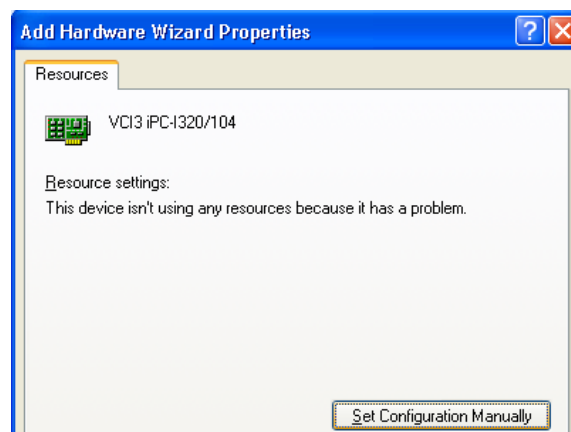 Add Hardware Wizard Properties
Resources
VCI3 iPC-I320/104
Resource settings:
This device isn't using any resources because it has a problem.
Set Configuration Manually